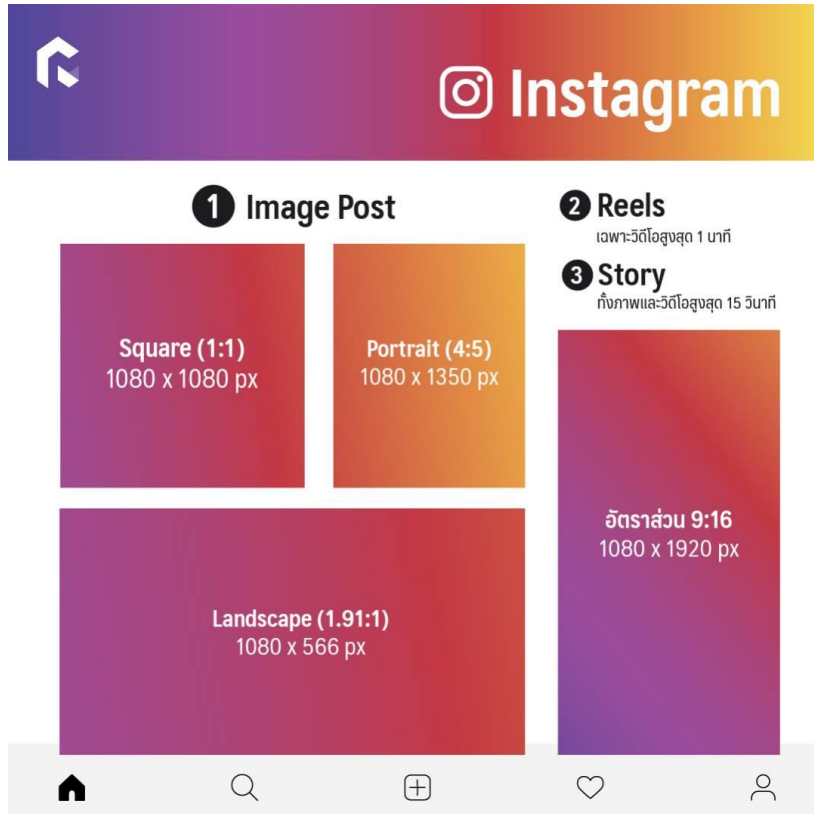 Instagram
1 Image Post
Square (1:1)
1080 x 1080 px
Portrait (4:5)
1080 x 1350 px
Landscape (1.91:1)
1080 x 566 px
2 Reels
เฉพาะวิดีโอสูงสุด 1 นาที
3 Story
ทั้งภาพและวิดีโอสูงสุด 15 วินาที
อัตราส่วน 9:16
1080 x 1920 px